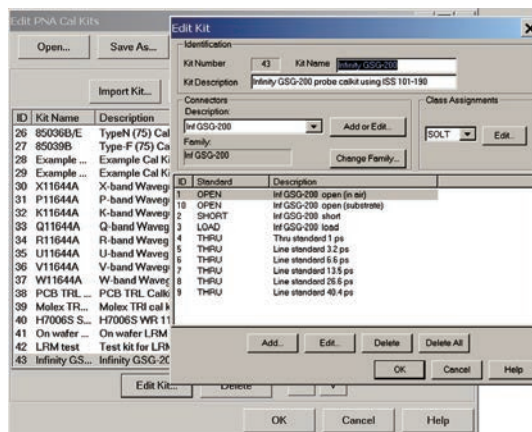 Edit PNA Cal Kits
Open...
Save As...
Import Kit...
ID Kit Name Description
26 85036B/E TypeN (75) Cal
27 85039B Type-F (75) Cal
28 Example ... Example Cal Ki
29 Example ... Example Cal Ki
30 X11644A X-band Waveg
31 P11644A P-band Waveg
32 K11644A K-band Waveg
33 Q11644A Q-band Waveg
34 R11644A R-band Waveg
35 U11644A U-band Waveg
36 V11644A V-band Waveg
37 W11644A W-band Waveg
38 PCB TRL ... PCB TRL Calki
39 Molex TR... Molex TRl cal k
40 H7006S S... H7006S WR 11
41 On wafer ... On wafer LRM
42 LRM test Test kit for LRM
43 Infinity GS... Infinity GSG-20
Edit Kit...
Delete
OK
Cancel
Help
Edit Kit
Identification
Kit Number 43 Kit Name Infinity GSG-200
Kit Description Infinity GSG-200 probe calkit using ISS 101-190
Connectors
Description:
Inf GSG-200
Add or Edit...
Family:
Inf GSG-200
Change Family...
Class Assignments
SOLT
Edit...
ID Standard Description
1 OPEN Inf GSG-200 open (in air)
10 OPEN Inf GSG-200 open (substrate)
2 SHORT Inf GSG-200 short
3 LOAD Inf GSG-200 load
4 THRU Thru standard 1 ps
5 THRU Line standard 3.2 ps
6 THRU Line standard 6.6 ps
7 THRU Line standard 13.5 ps
8 THRU Line standard 26.6 ps
9 THRU Line standard 40.4 ps
Add...
Edit...
Delete
Delete All
OK
Cancel
Help